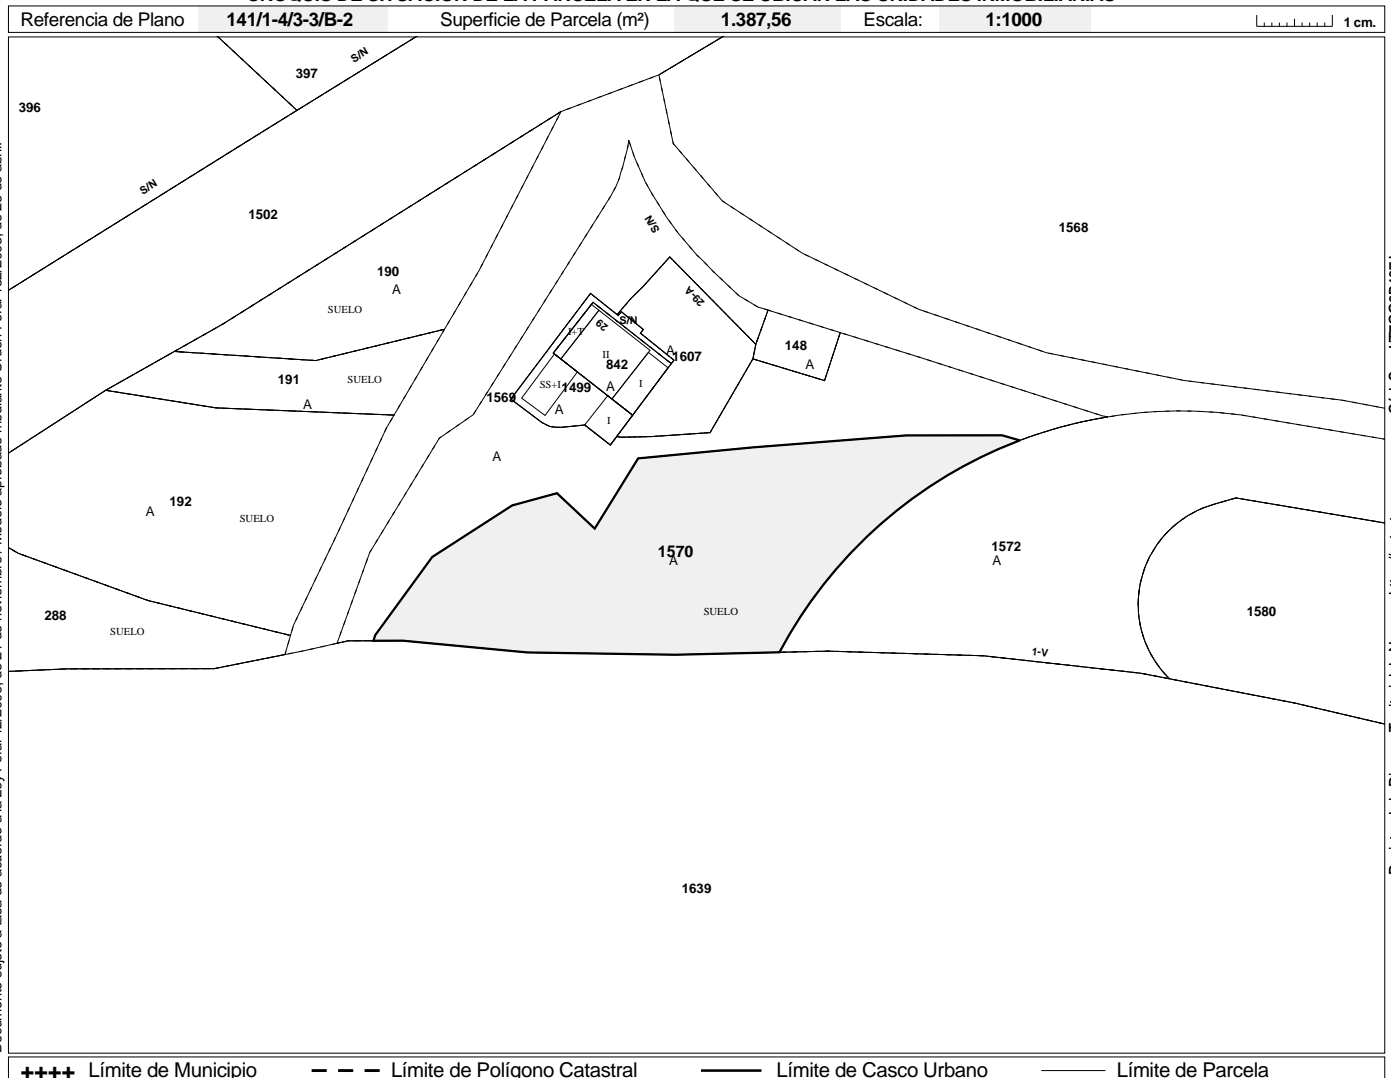 Referencia de Plano 141/1-4/3-3/B-2 Superficie de Parcela (m²) 1.387,56 Escala: 1:1000 1 cm.
S/N
397
396
S/N
1502
S/N
1568
190
A
SUELO
29-A
S/N
29
I+T
148
A
II
842
A
1607
A
191
SUELO
A
SS+I
1499
A
I
I
1569
A
192
A
SUELO
1570
A
SUELO
1572
A
288
SUELO
1580
1-V
1639
++++ Límite de Municipio
Límite de Polígono Catastral
Límite de Casco Urbano
Límite de Parcela